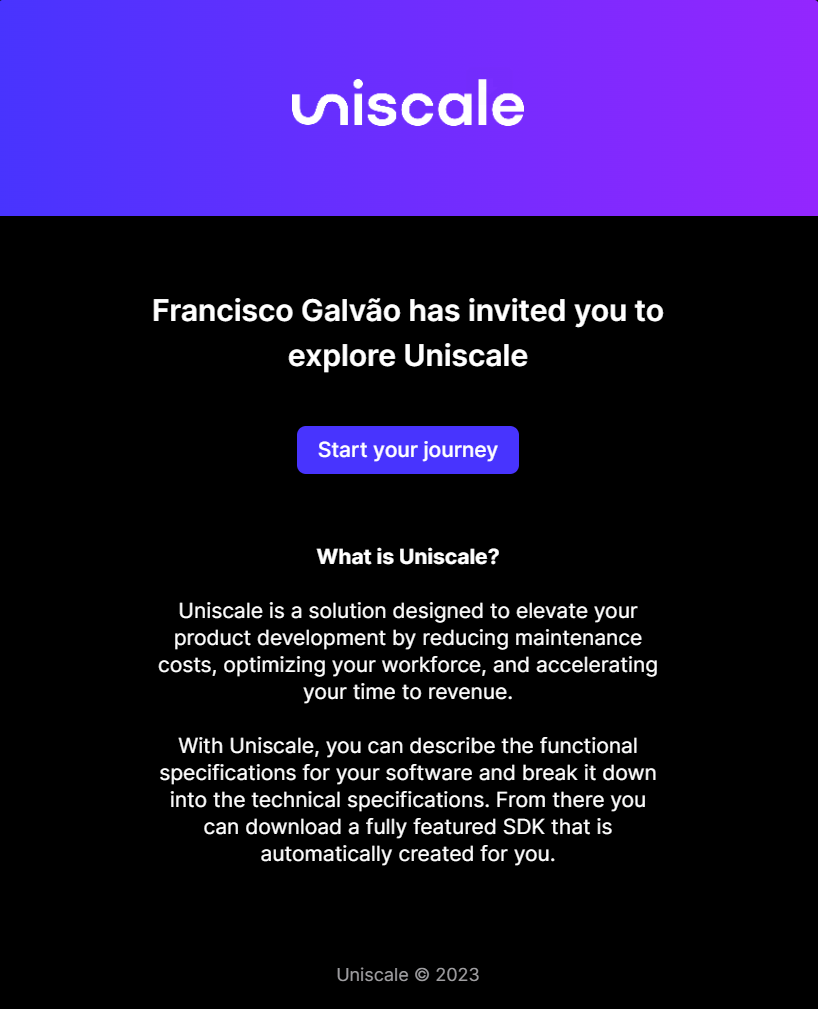 uniscale
Francisco Galvão has invited you to
explore Uniscale
Start your journey
What is Uniscale?
Uniscale is a solution designed to elevate your
product development by reducing maintenance
costs, optimizing your workforce, and accelerating
your time to revenue.
With Uniscale, you can describe the functional
specifications for your software and break it down
into the technical specifications. From there you
can download a fully featured SDK that is
automatically created for you.
Uniscale © 2023